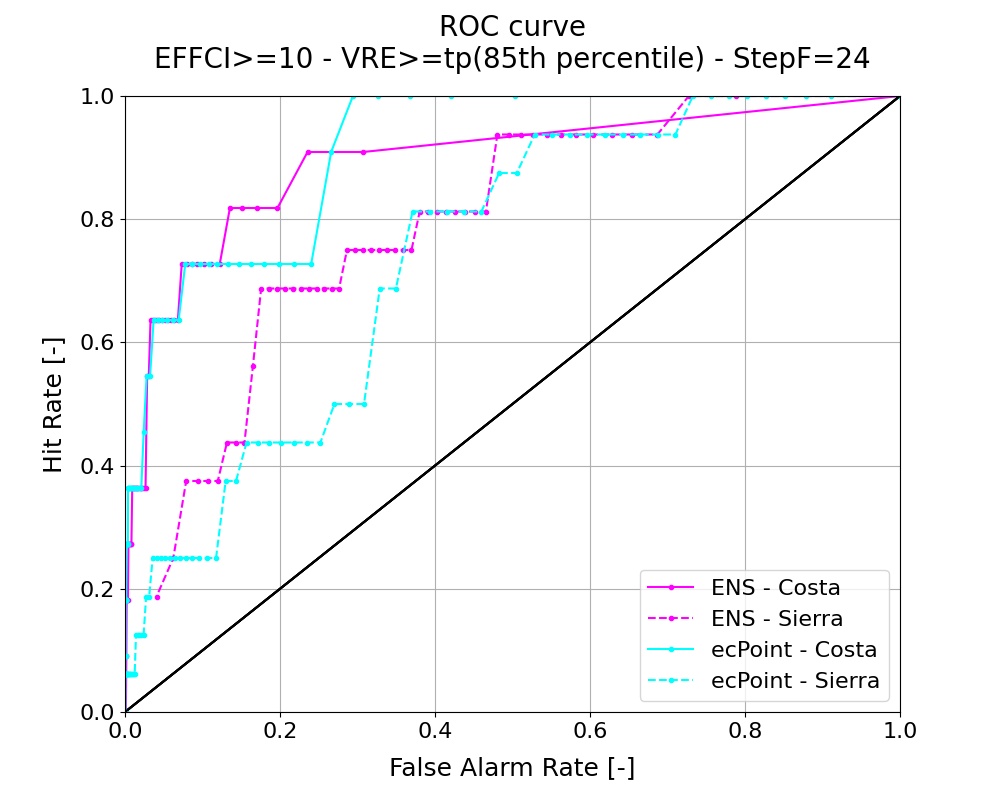 ROC curve
EFFCI>=10 - VRE>=tp(85th percentile) - StepF=24
1.0
0.8
0.6
0.4
0.2
0.0
Hit Rate [-]
0.0 0.2 0.4 0.6 0.8 1.0
False Alarm Rate [-]
ENS - Costa
ENS - Sierra
ecPoint - Costa
ecPoint - Sierra